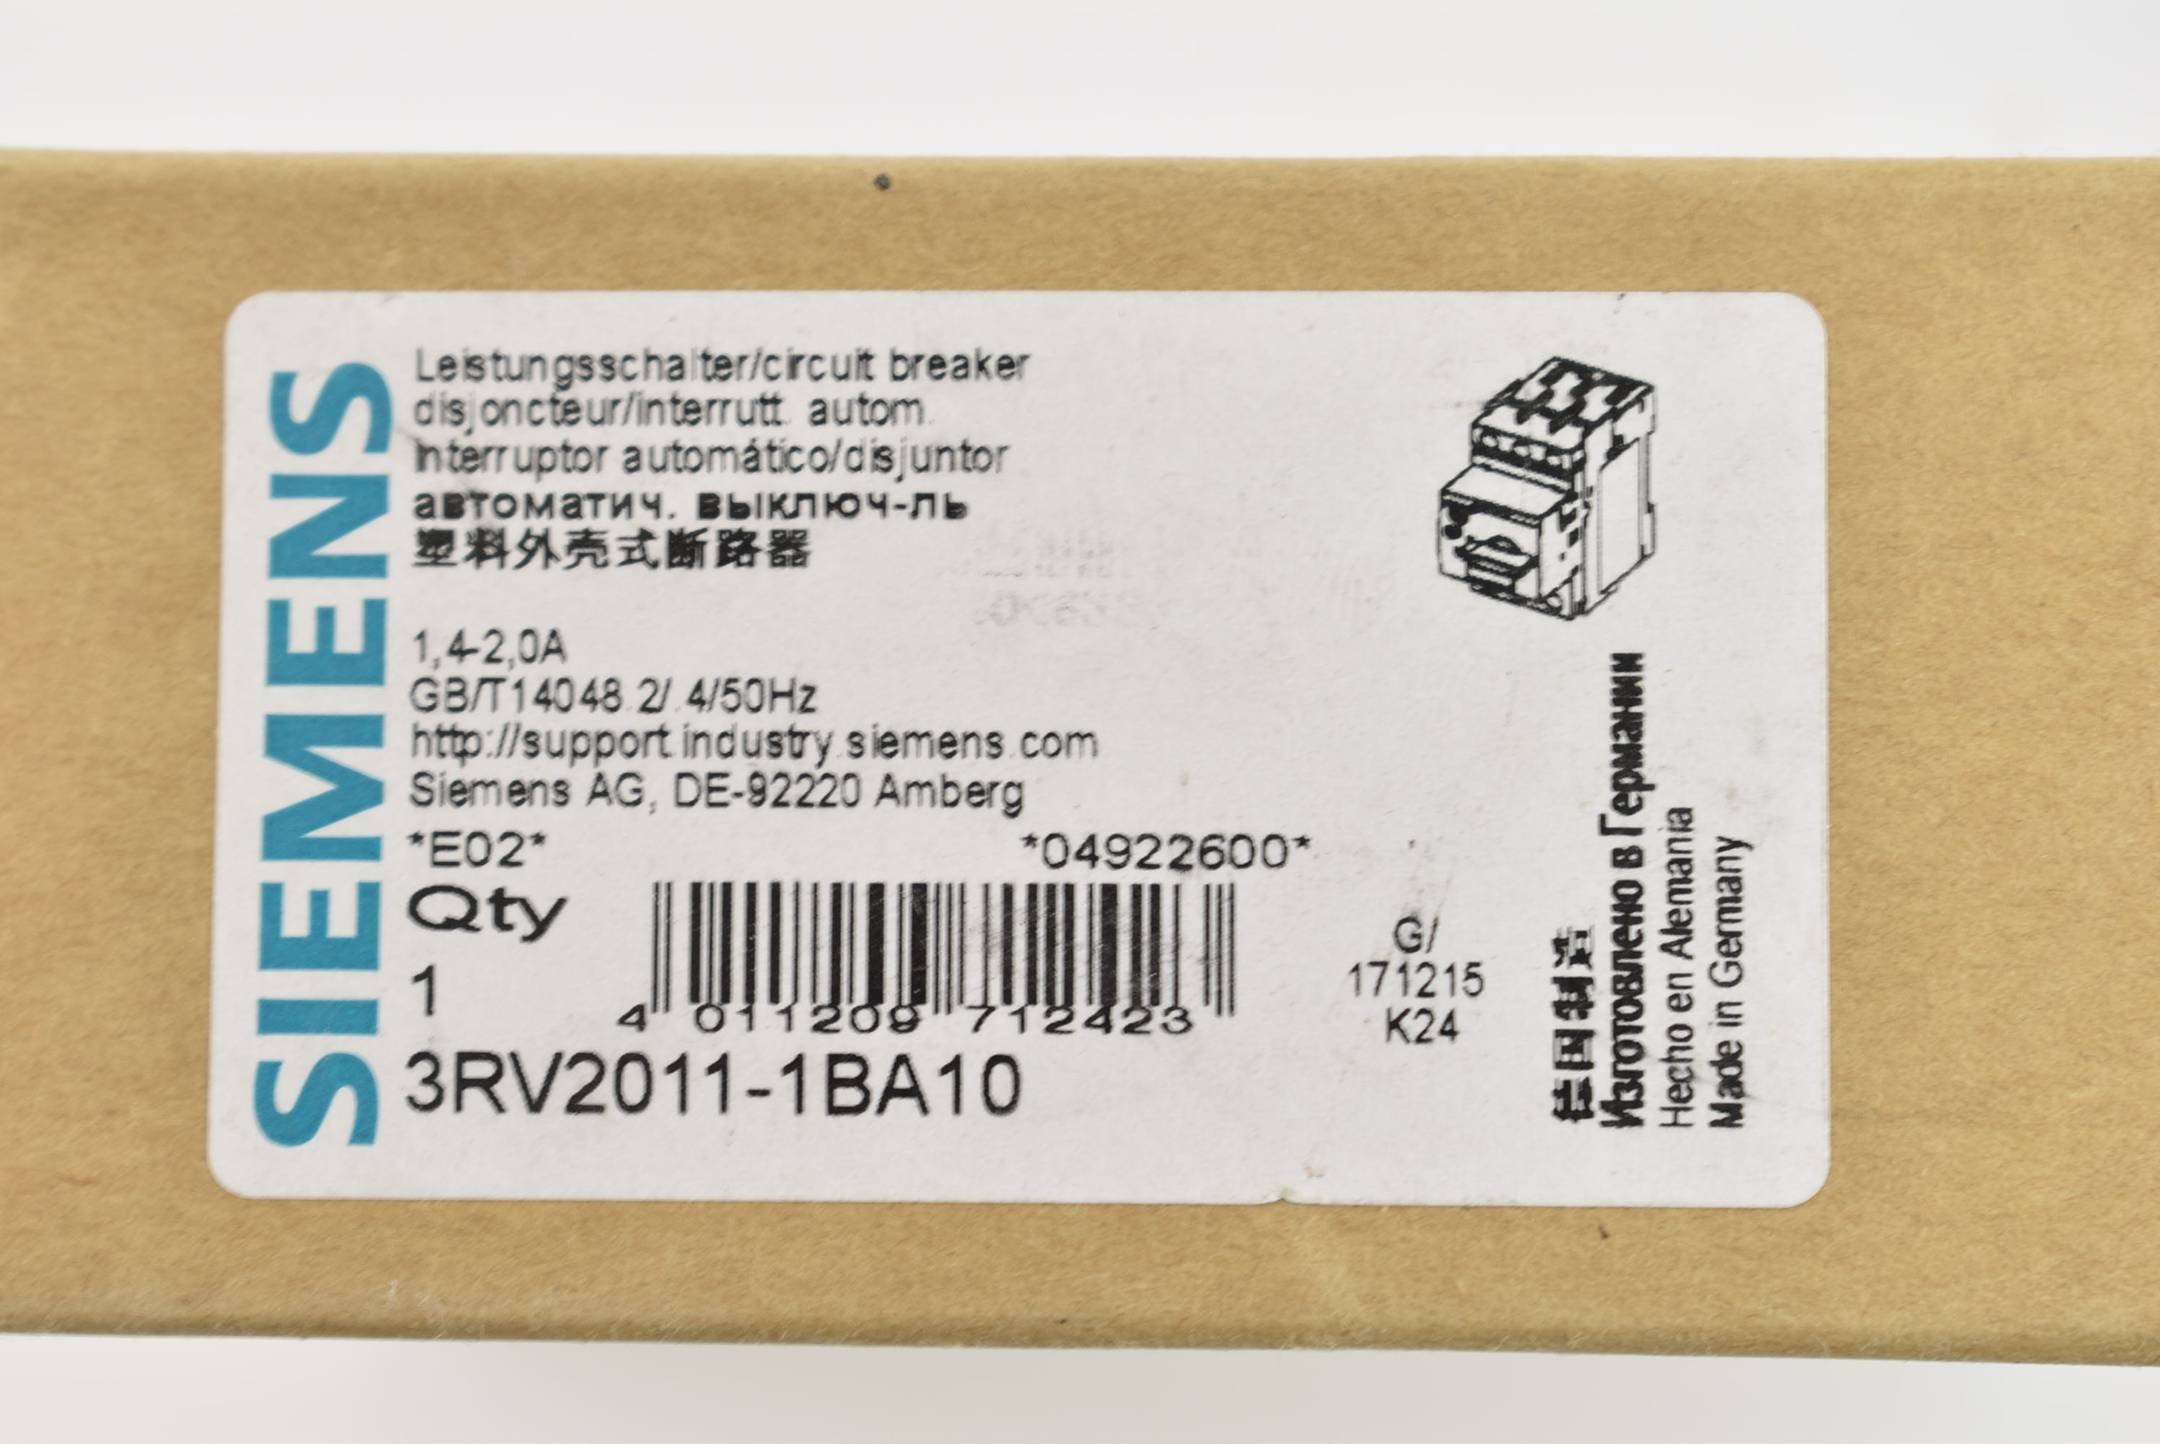 SIEMENS
Leistungsschalter/circuit breaker
disjoncteur/interrutt. autom.
Interruptor automático/disjuntor
автоматич. выключ-ль
塑料外壳式断路器
1,4-2,0A
GB/T14048.2/.4/50Hz
http://support.industry.siemens.com
Siemens AG, DE-92220 Amberg
*E02* *04922600*
Qty
1
4 011209 712423
3RV2011-1BA10
G/
171215
K24
德国制造
Изготовлено в Германии
Hecho en Alemania
Made in Germany